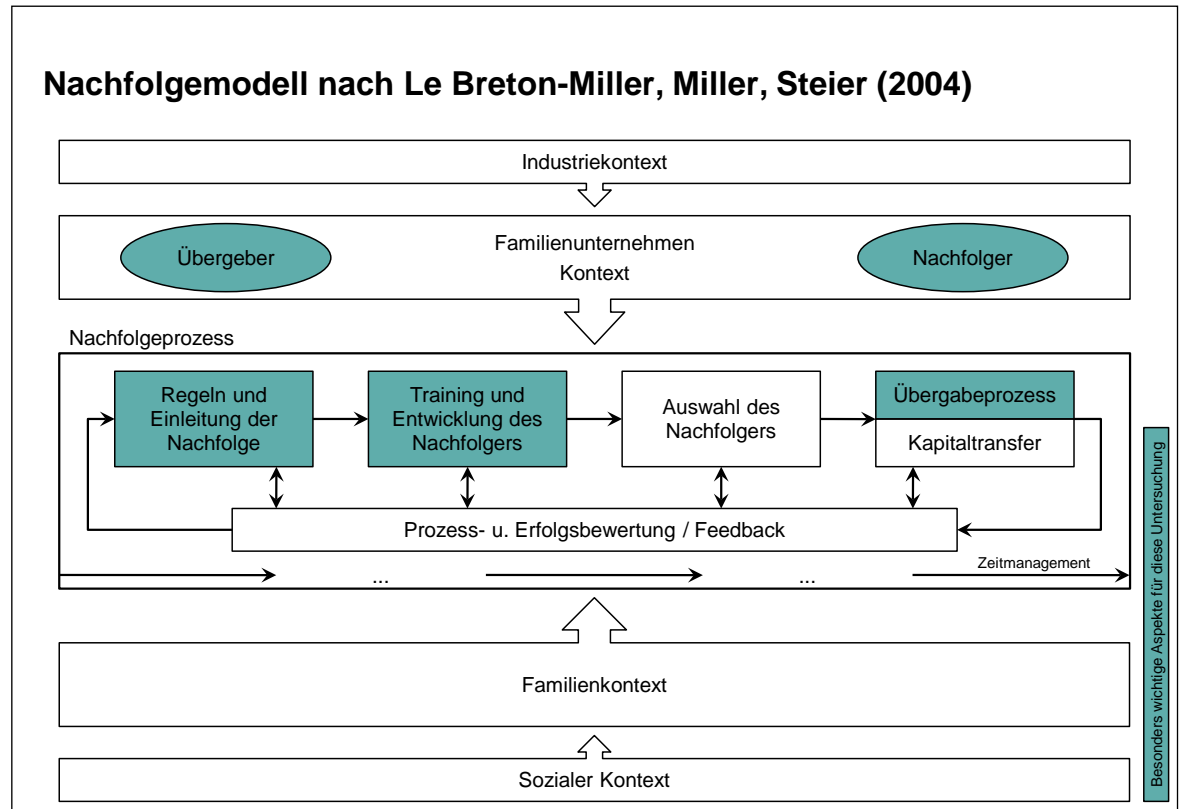 Nachfolgemodell nach Le Breton-Miller, Miller, Steier (2004)
Industriekontext
Übergeber
Familienunternehmen
Kontext
Nachfolger
Nachfolgeprozess
Regeln und
Einleitung der
Nachfolge
Training und
Entwicklung des
Nachfolgers
Auswahl des
Nachfolgers
Übergabeprozess
Kapitaltransfer
Prozess- u. Erfolgsbewertung / Feedback
...
...
Zeitmanagement
Familienkontext
Sozialer Kontext
Besonders wichtige Aspekte für diese Untersuchung